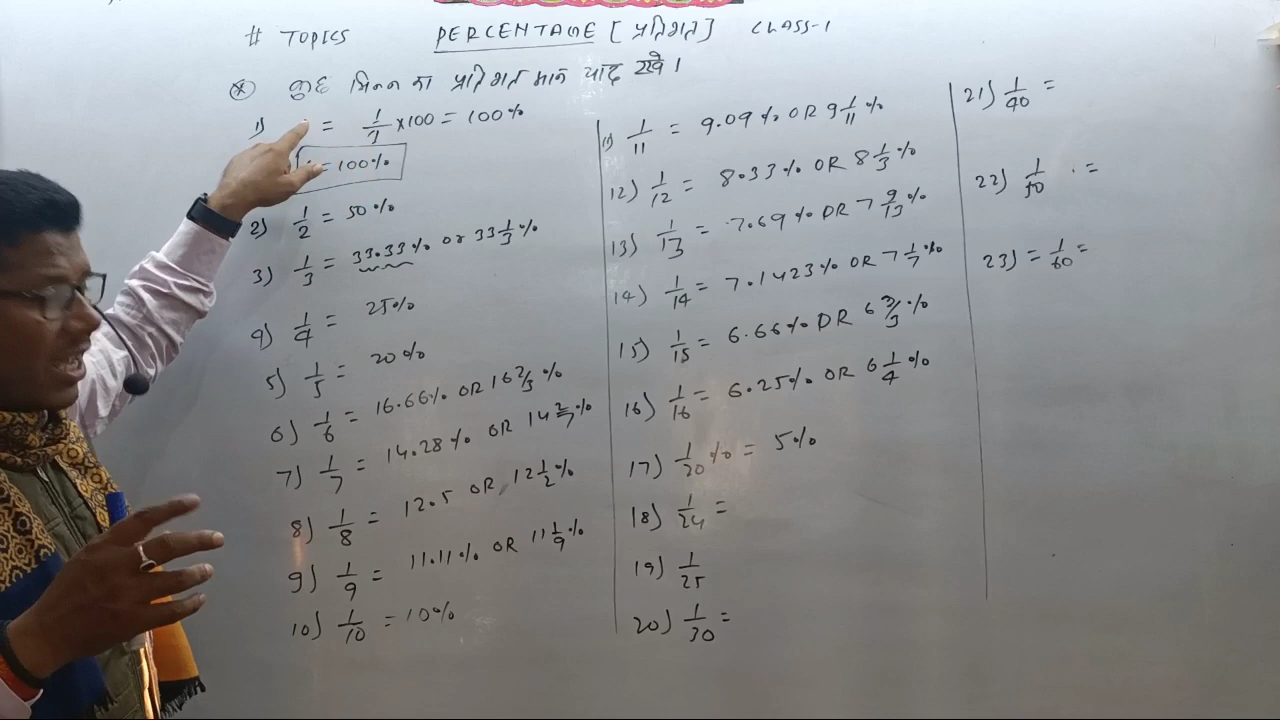 # TOPICS PERCENTAGE [प्रतिशत] CLASS-1
* कुछ भिन्न का प्रतिशत मान याद रखे।
1) = 1/1 × 100 = 100%
= 100%
2) 1/2 = 50%
3) 1/3 = 33.33% or 33 1/3 %
4) 1/4 = 25%
5) 1/5 = 20%
6) 1/6 = 16.66% OR 16 2/3 %
7) 1/7 = 14.28% OR 14 2/7 %
8) 1/8 = 12.5 OR 12 1/2 %
9) 1/9 = 11.11% OR 11 1/9 %
10) 1/10 = 10%
11) 1/11 = 9.09% OR 9 1/11 %
12) 1/12 = 8.33% OR 8 1/3 %
13) 1/13 = 7.69% OR 7 9/13 %
14) 1/14 = 7.1423% OR 7 1/7 %
15) 1/15 = 6.66% OR 6 2/3 %
16) 1/16 = 6.25% OR 6 1/4 %
17) 1/20 % = 5%
18) 1/24 =
19) 1/25
20) 1/30 =
21) 1/40 =
22) 1/50 =
23) = 1/60 =